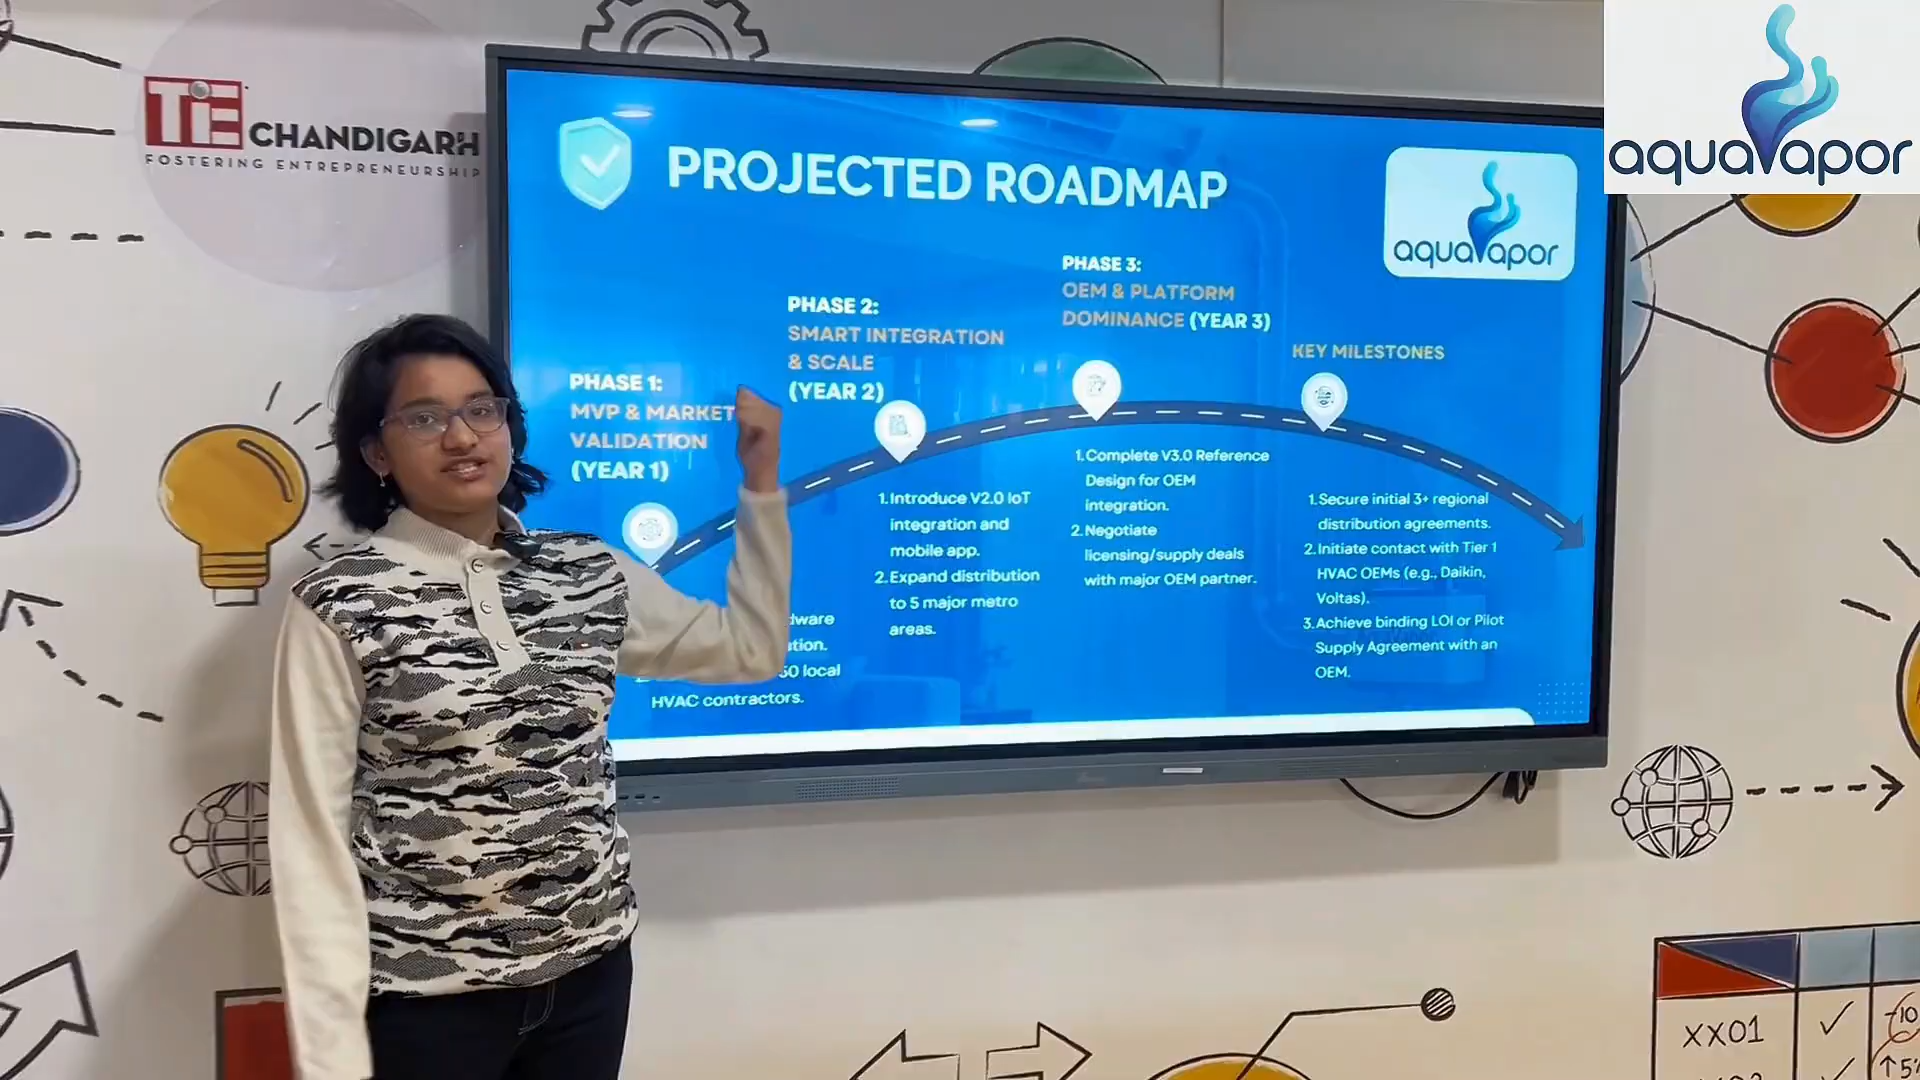 TiE CHANDIGARH
FOSTERING ENTREPRENEURSHIP
aquavapor
PROJECTED ROADMAP
aquavapor
PHASE 1:
MVP & MARKET
VALIDATION
(YEAR 1)
HVAC contractors.
PHASE 2:
SMART INTEGRATION
& SCALE
(YEAR 2)
1. Introduce V2.0 IoT
integration and
mobile app.
2. Expand distribution
to 5 major metro
areas.
PHASE 3:
OEM & PLATFORM
DOMINANCE (YEAR 3)
1. Complete V3.0 Reference
Design for OEM
integration.
2. Negotiate
licensing/supply deals
with major OEM partner.
KEY MILESTONES
1. Secure initial 3+ regional
distribution agreements.
2. Initiate contact with Tier 1
HVAC OEMs (e.g., Daikin,
Voltas).
3. Achieve binding LOI or Pilot
Supply Agreement with an
OEM.
50 local
XX01
-10
↑5%